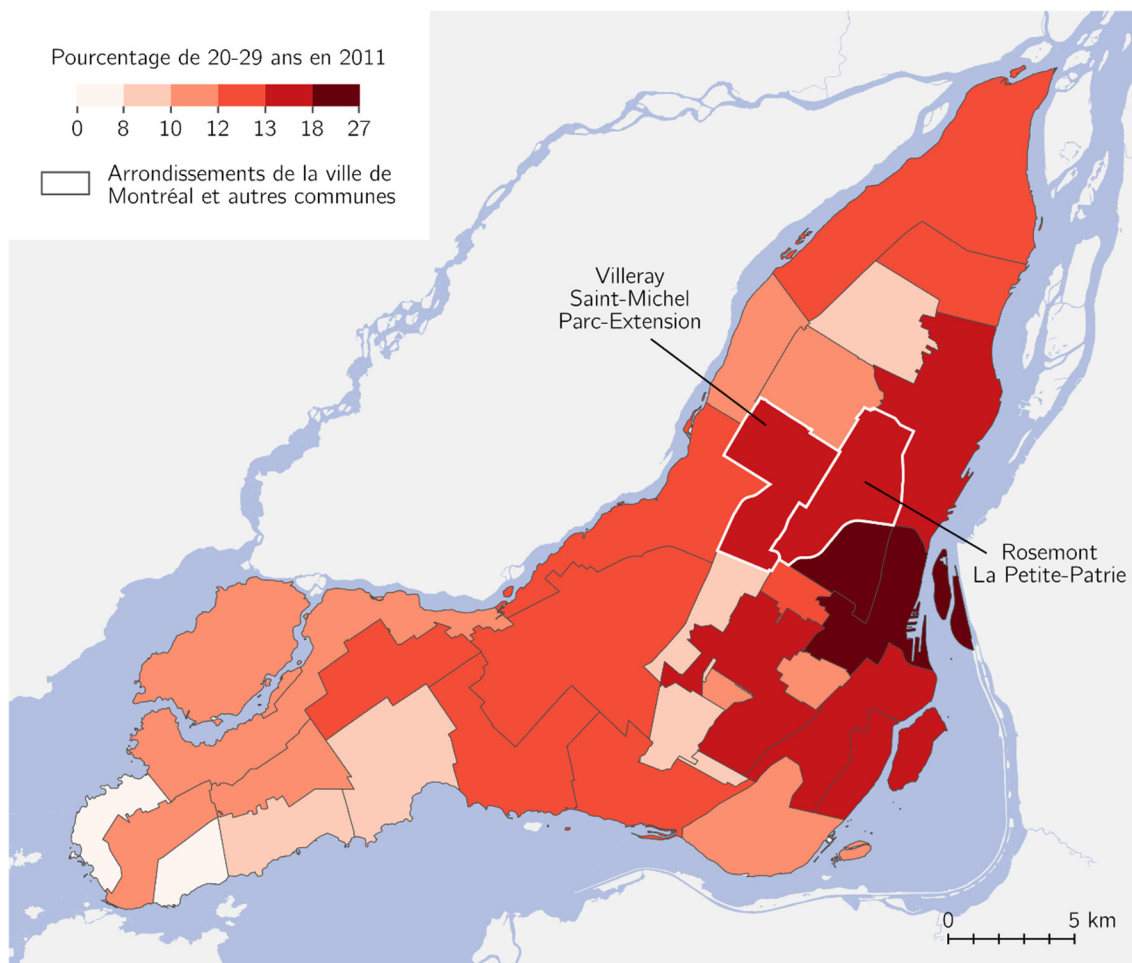 Pourcentage de 20-29 ans en 2011
0 8 10 12 13 18 27
Arrondissements de la ville de
Montréal et autres communes
Villeray
Saint-Michel
Parc-Extension
Rosemont
La Petite-Patrie
0 5 km